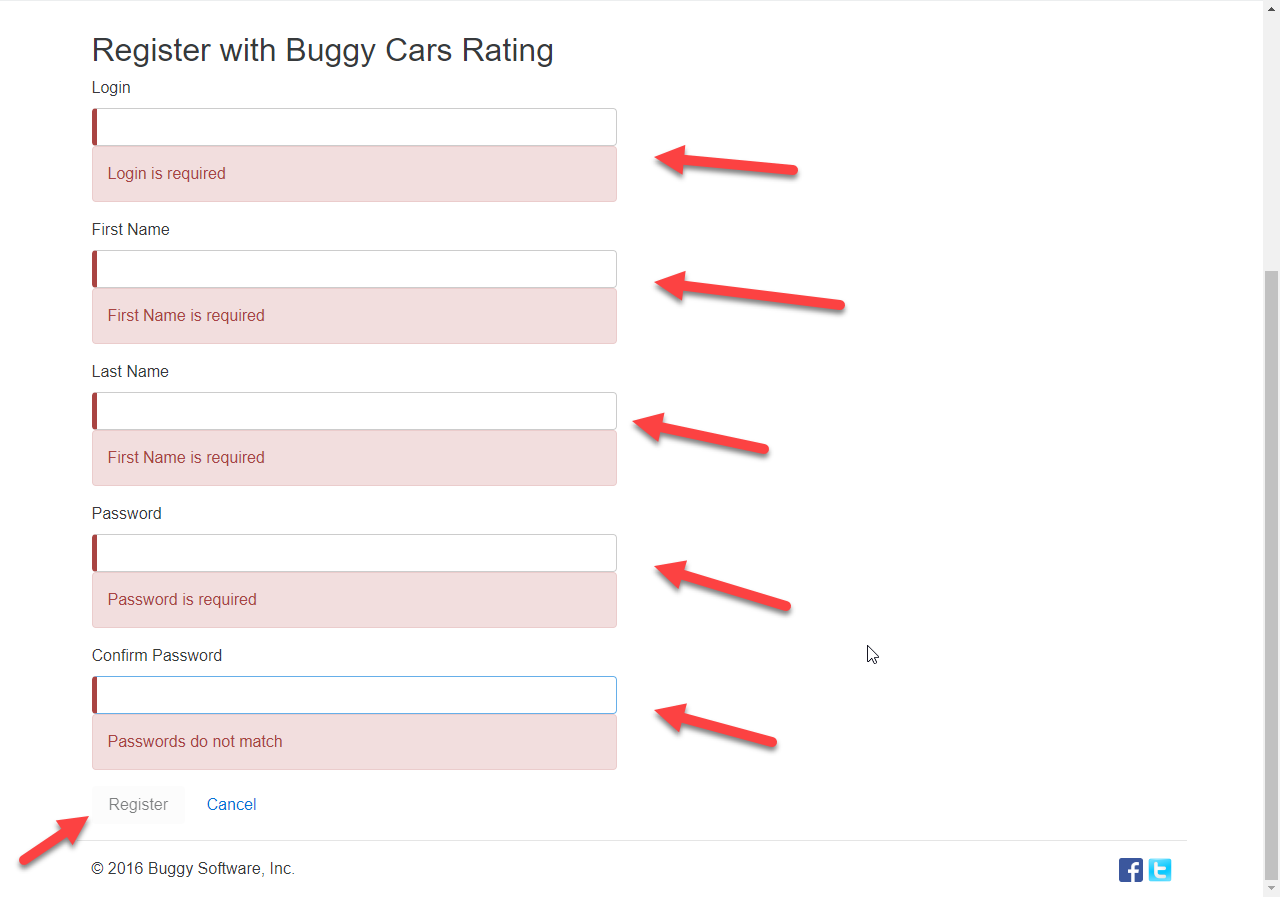 Register with Buggy Cars Rating
Login
Login is required
First Name
First Name is required
Last Name
First Name is required
Password
Password is required
Confirm Password
Passwords do not match
Register Cancel
© 2016 Buggy Software, Inc.